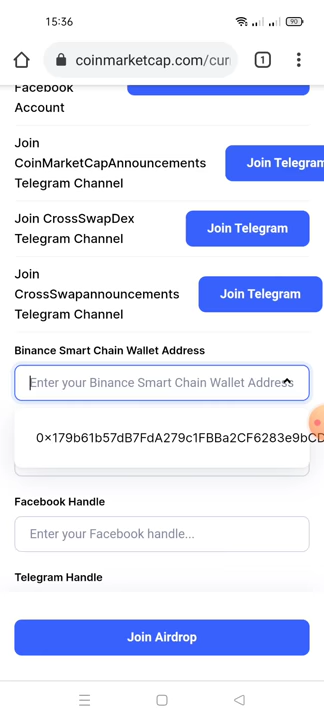 15:36
90
coinmarketcap.com/curr
1
Facebook
Account
Join
CoinMarketCapAnnouncements
Telegram Channel
Join Telegram
Join CrossSwapDex
Telegram Channel
Join Telegram
Join
CrossSwapannouncements
Telegram Channel
Join Telegram
Binance Smart Chain Wallet Address
Enter your Binance Smart Chain Wallet Address
0x179b61b57dB7FdA279c1FBBa2CF6283e9bCD
Facebook Handle
Enter your Facebook handle...
Telegram Handle
Join Airdrop